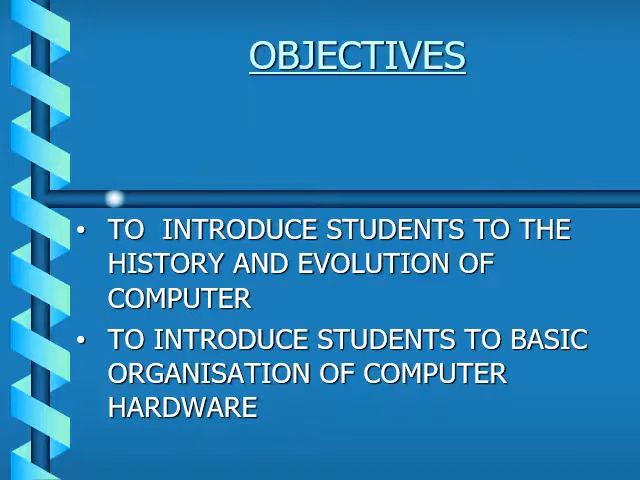 OBJECTIVES
• TO  INTRODUCE STUDENTS TO THE
HISTORY AND EVOLUTION OF
COMPUTER
• TO INTRODUCE STUDENTS TO BASIC
ORGANISATION OF COMPUTER
HARDWARE